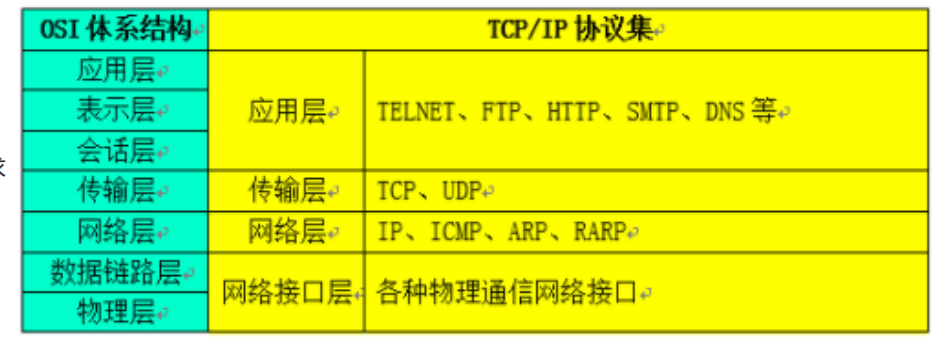 OSI 体系结构 TCP/IP 协议集
应用层
表示层 应用层 TELNET、FTP、HTTP、SMTP、DNS 等
会话层
传输层 传输层 TCP、UDP
网络层 网络层 IP、ICMP、ARP、RARP
数据链路层
网络接口层 各种物理通信网络接口
物理层